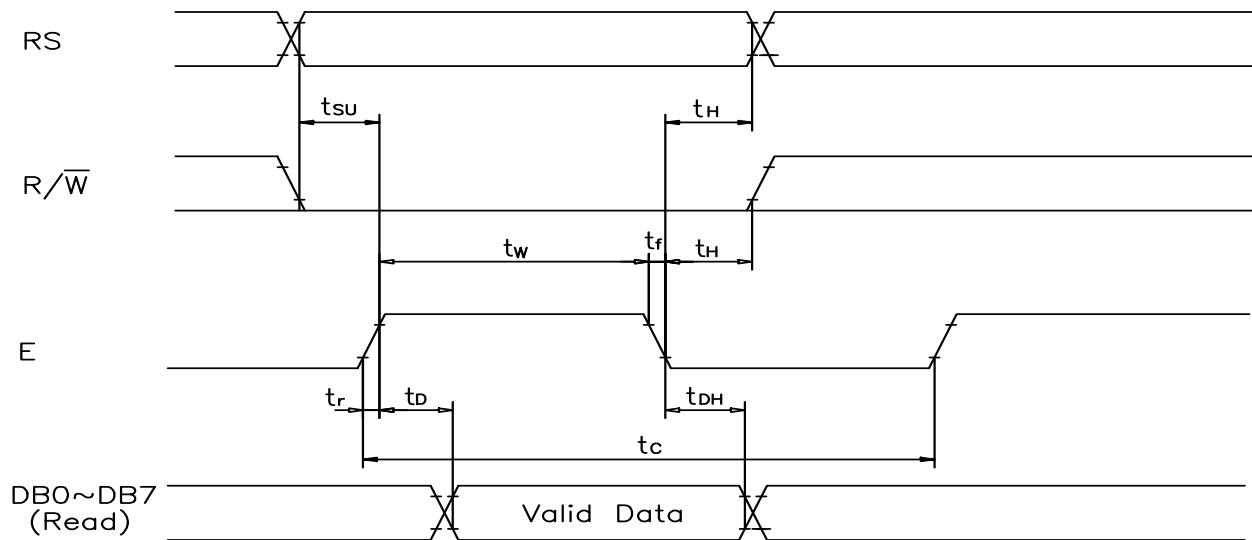 RS
tSU
tH
R/W̅
tW
tf
tH
E
tr
tD
tDH
tC
DB0~DB7
(Read)
Valid Data